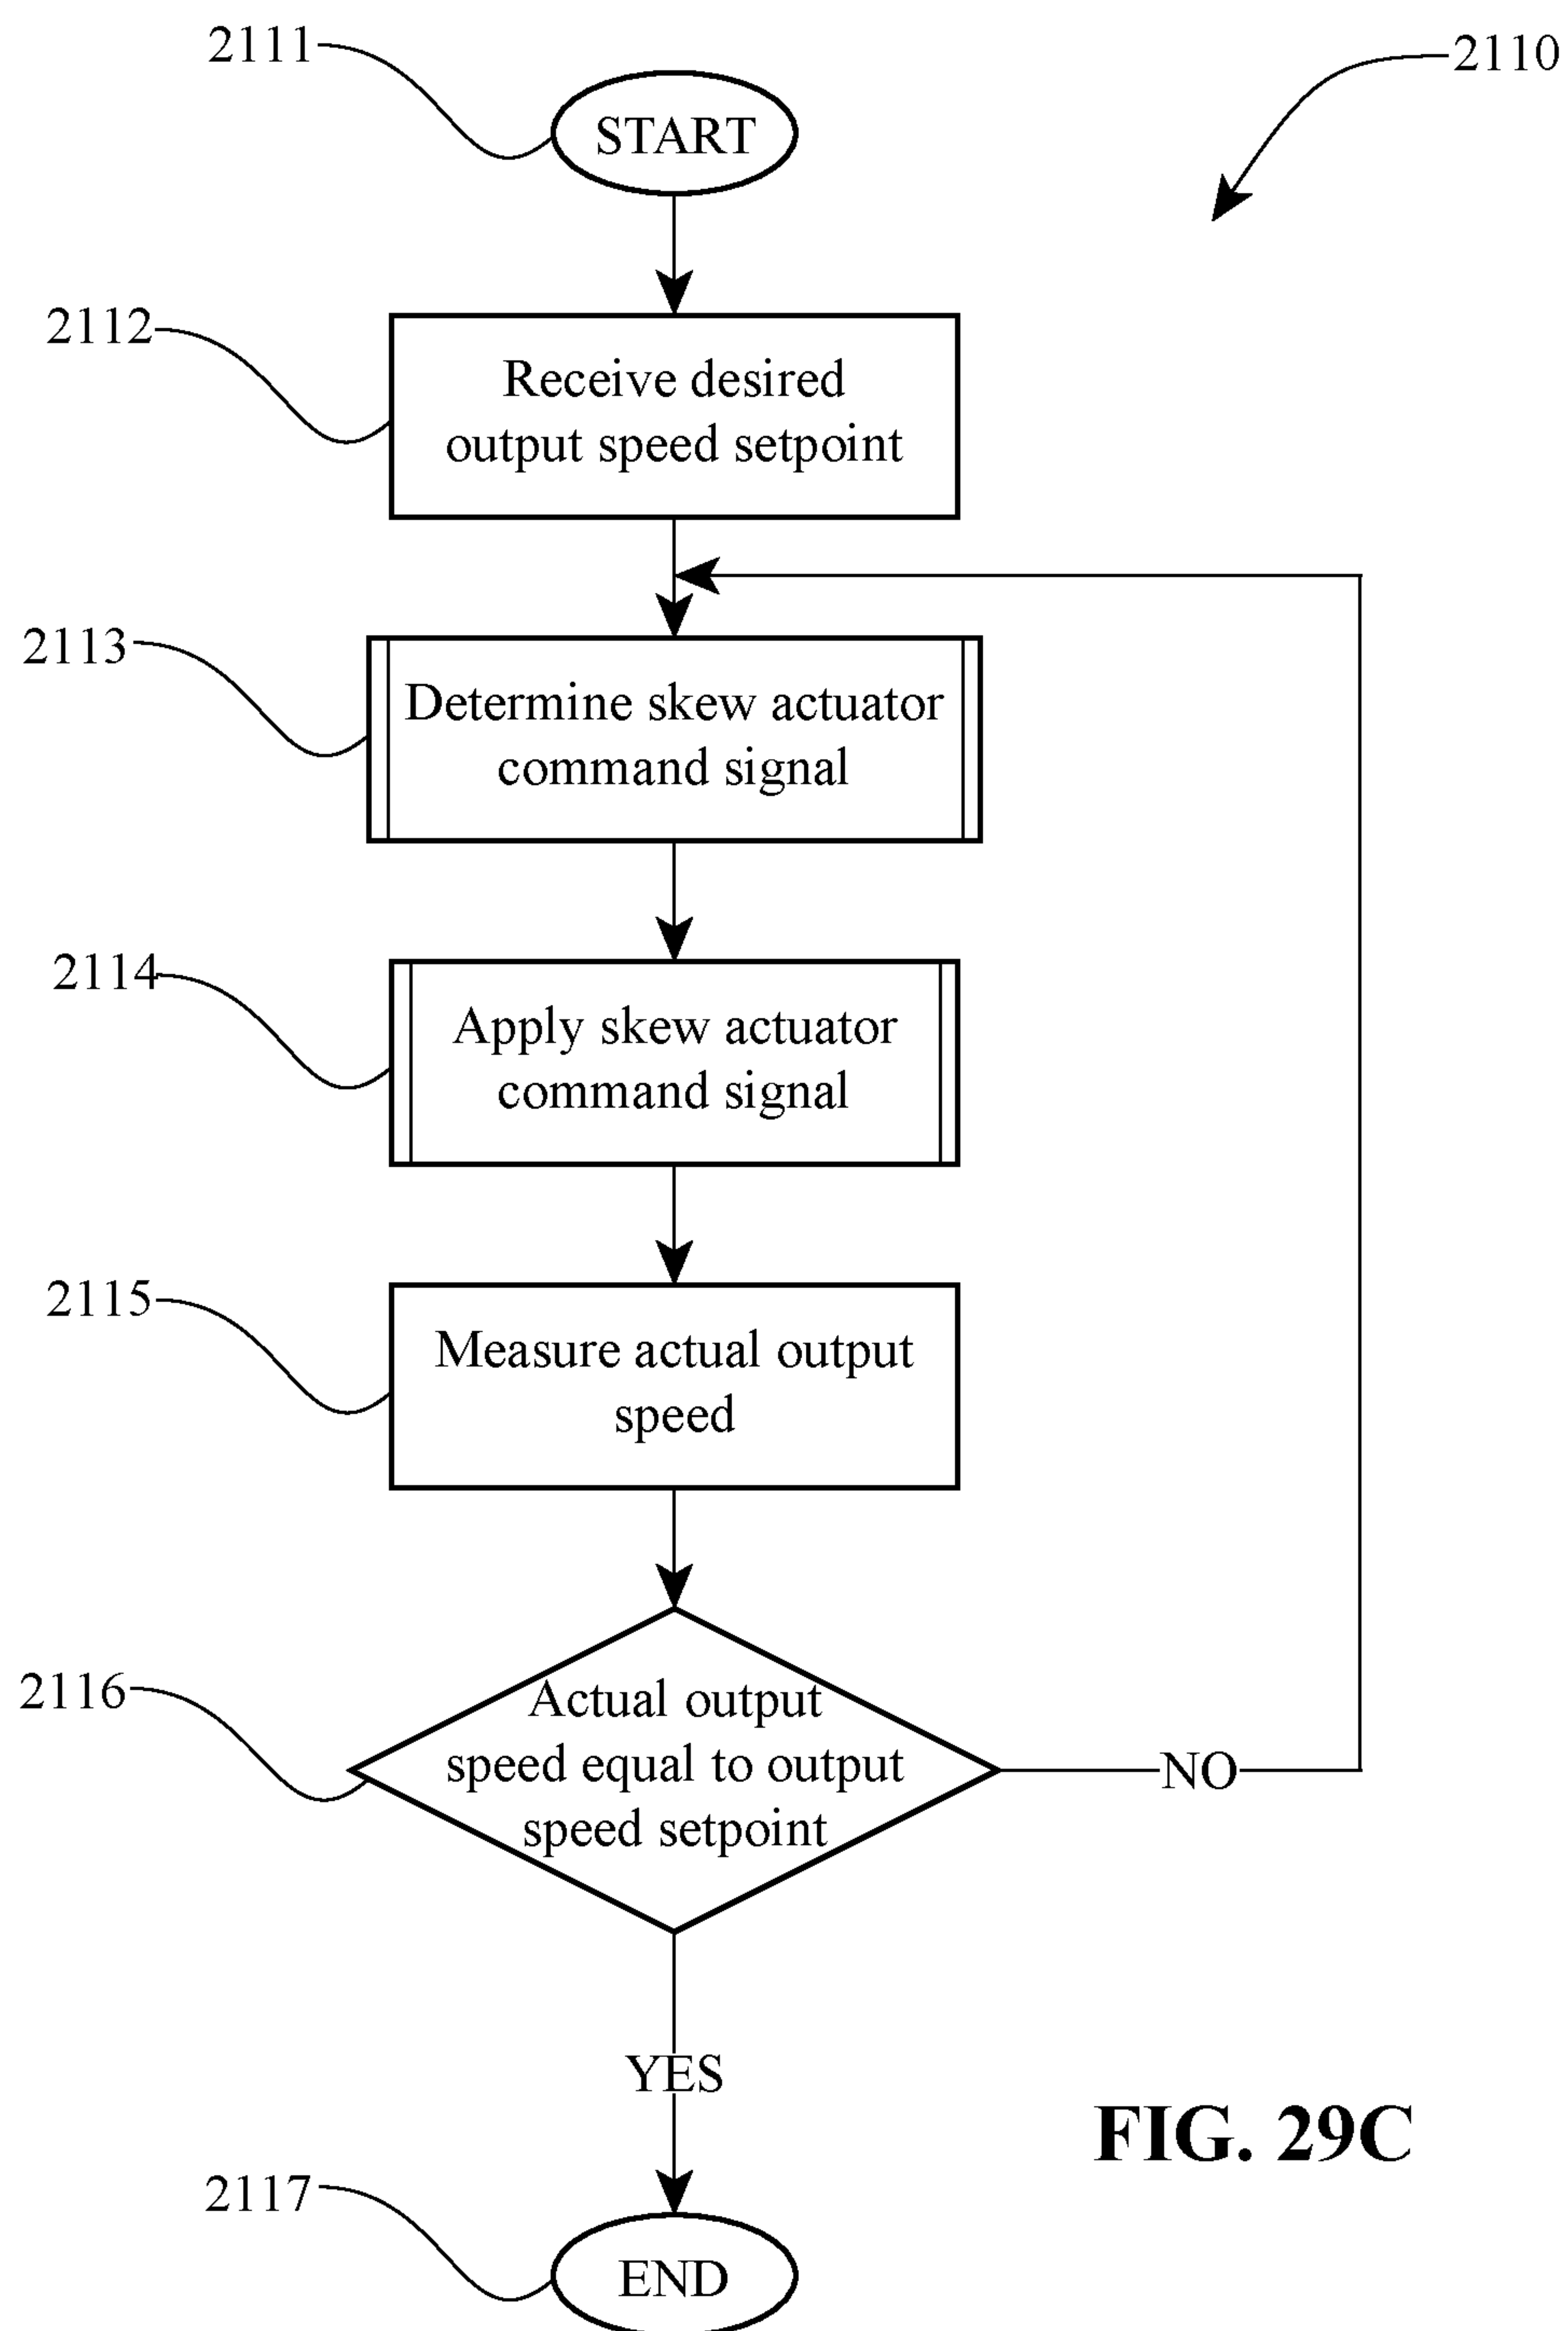 2111
2110
START
2112
Receive desired
output speed setpoint
2113
Determine skew actuator
command signal
2114
Apply skew actuator
command signal
2115
Measure actual output
speed
2116
Actual output
speed equal to output
speed setpoint
NO
YES
FIG. 29C
2117
END